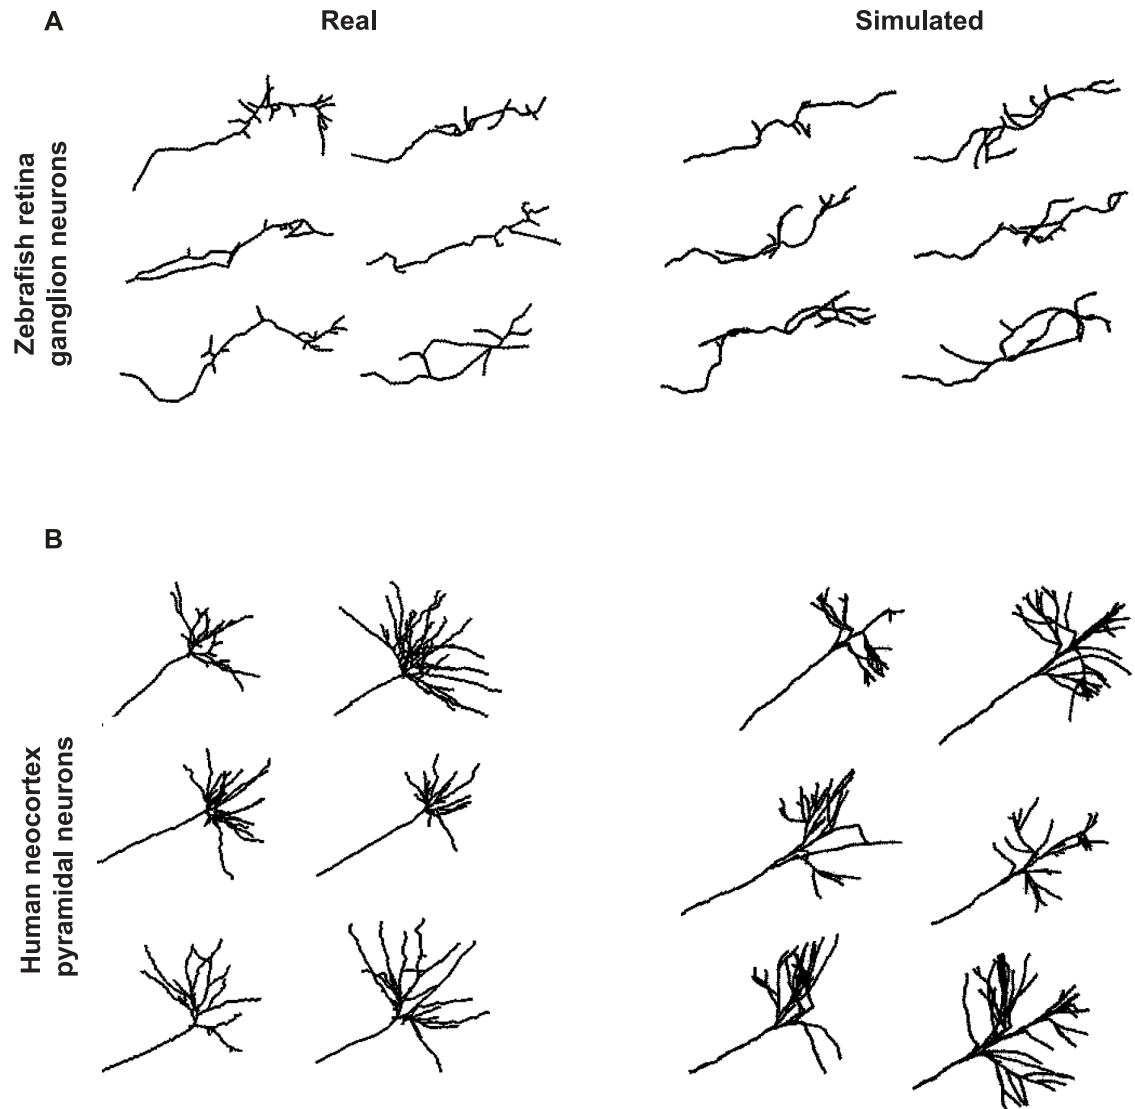 A
Real
Simulated
Zebrafish retina
ganglion neurons
B
Human neocortex
pyramidal neurons